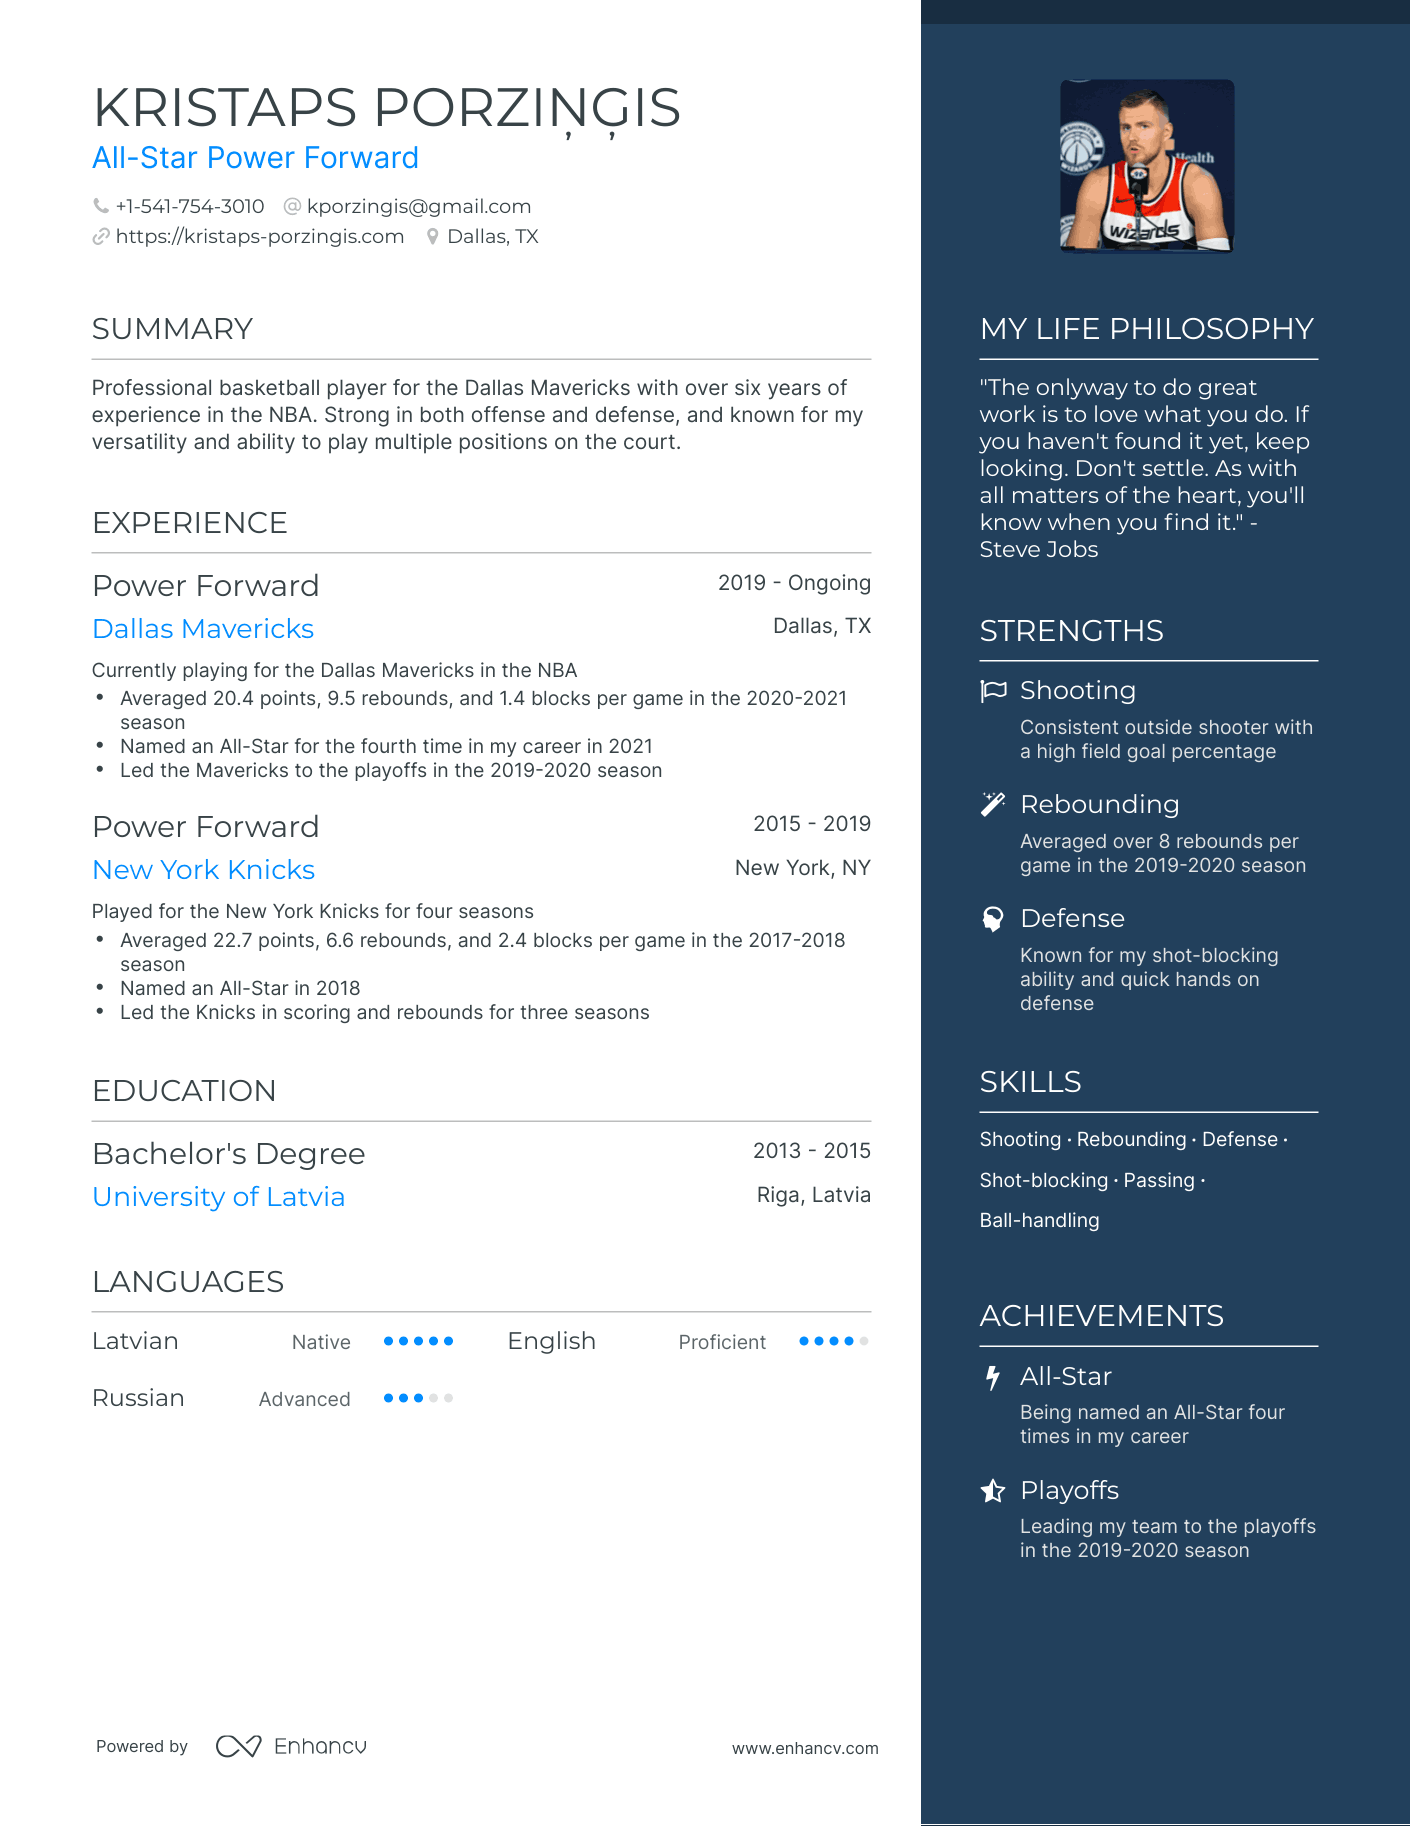 KRISTAPS PORZIŅĢIS
All-Star Power Forward
+1-541-754-3010 @ kporzingis@gmail.com
https://kristaps-porzingis.com Dallas, TX
SUMMARY
Professional basketball player for the Dallas Mavericks with over six years of
experience in the NBA. Strong in both offense and defense, and known for my
versatility and ability to play multiple positions on the court.
EXPERIENCE
Power Forward 2019 - Ongoing
Dallas Mavericks Dallas, TX
Currently playing for the Dallas Mavericks in the NBA
• Averaged 20.4 points, 9.5 rebounds, and 1.4 blocks per game in the 2020-2021
season
• Named an All-Star for the fourth time in my career in 2021
• Led the Mavericks to the playoffs in the 2019-2020 season
Power Forward 2015 - 2019
New York Knicks New York, NY
Played for the New York Knicks for four seasons
• Averaged 22.7 points, 6.6 rebounds, and 2.4 blocks per game in the 2017-2018
season
• Named an All-Star in 2018
• Led the Knicks in scoring and rebounds for three seasons
EDUCATION
Bachelor's Degree 2013 - 2015
University of Latvia Riga, Latvia
LANGUAGES
Latvian Native English Proficient
Russian Advanced
Powered by Enhancv www.enhancv.com
WASHINGTON
WIZARDS
Health
wizards
MY LIFE PHILOSOPHY
"The onlyway to do great
work is to love what you do. If
you haven't found it yet, keep
looking. Don't settle. As with
all matters of the heart, you'll
know when you find it." -
Steve Jobs
STRENGTHS
Shooting
Consistent outside shooter with
a high field goal percentage
Rebounding
Averaged over 8 rebounds per
game in the 2019-2020 season
Defense
Known for my shot-blocking
ability and quick hands on
defense
SKILLS
Shooting · Rebounding · Defense ·
Shot-blocking · Passing ·
Ball-handling
ACHIEVEMENTS
All-Star
Being named an All-Star four
times in my career
Playoffs
Leading my team to the playoffs
in the 2019-2020 season